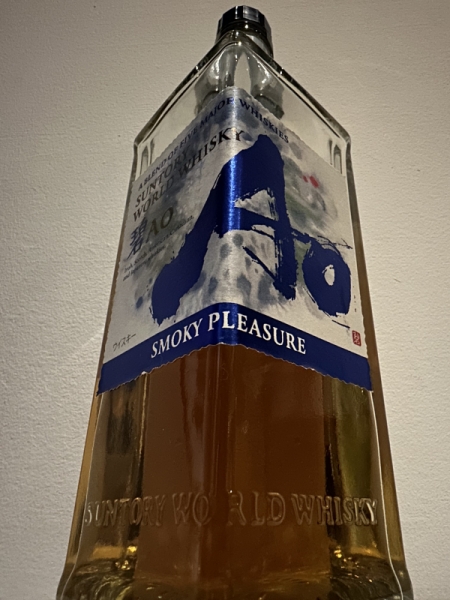 A BLEND OF FIVE MAJOR WHISKIES
SUNTORY
WORLD WHISKY
碧 AO
Ao
ウイスキー
SMOKY PLEASURE
SUNTORY WORLD WHISKY